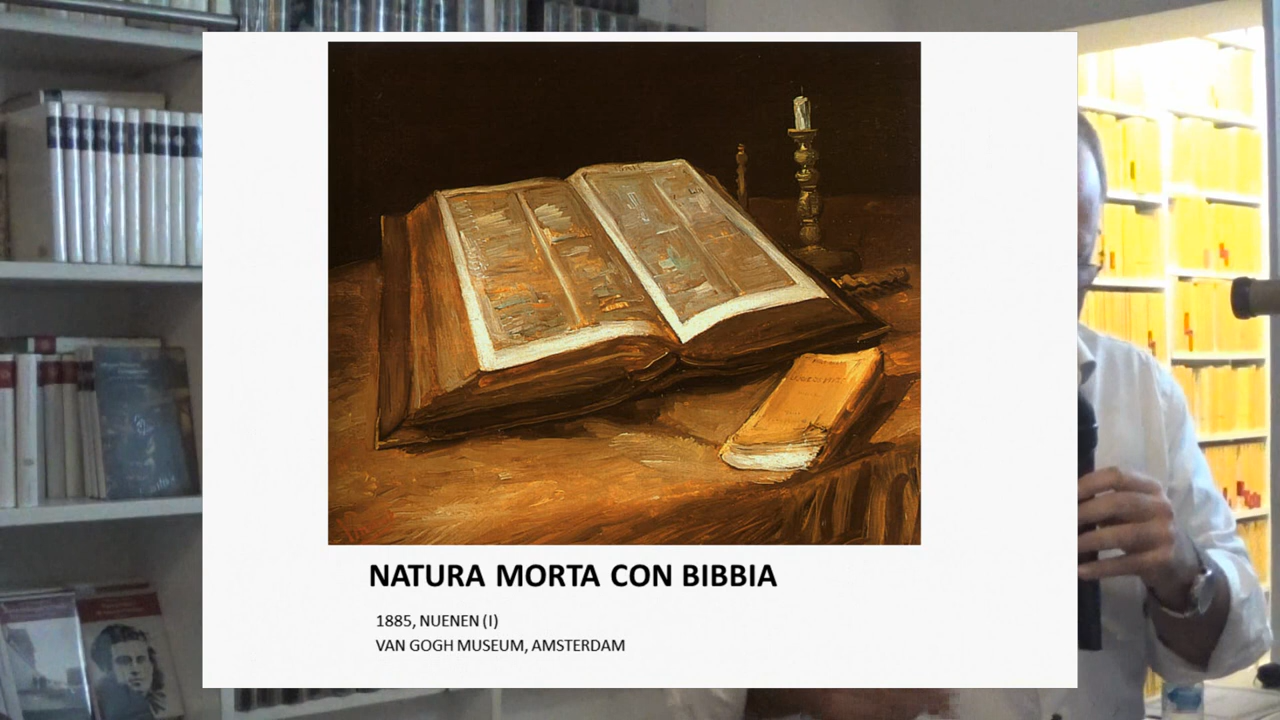 NATURA MORTA CON BIBBIA
1885, NUENEN (I)
VAN GOGH MUSEUM, AMSTERDAM